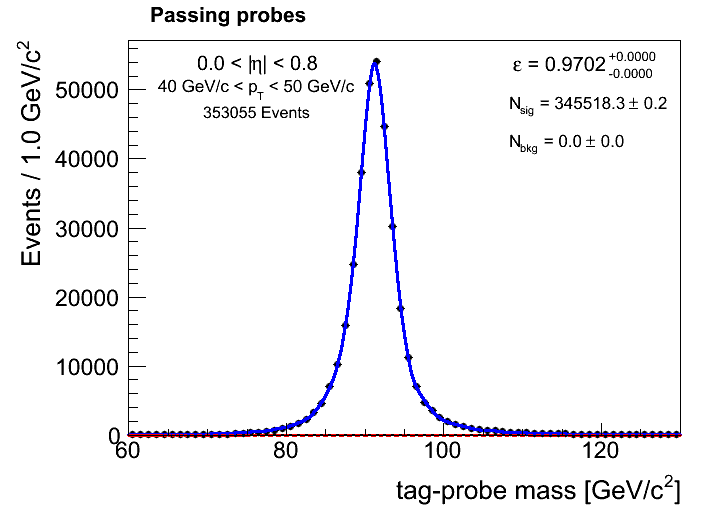 Passing probes
0.0 < |η| < 0.8
40 GeV/c < p_T < 50 GeV/c
353055 Events
ε = 0.9702 +0.0000 -0.0000
N_sig = 345518.3 ± 0.2
N_bkg = 0.0 ± 0.0
Events / 1.0 GeV/c²
50000
40000
30000
20000
10000
0
60 80 100 120
tag-probe mass [GeV/c²]